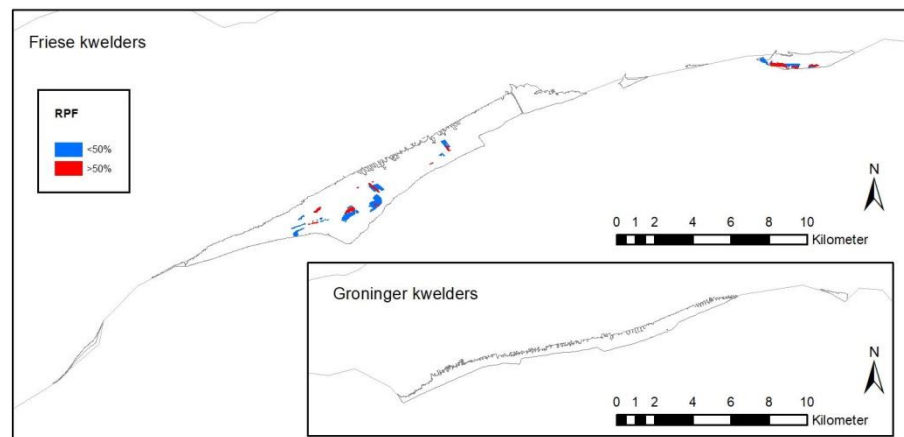 Friese kwelders
RPF
<50%
>50%
N
0 1 2 4 6 8 10
Kilometer
Groninger kwelders
N
0 1 2 4 6 8 10
Kilometer